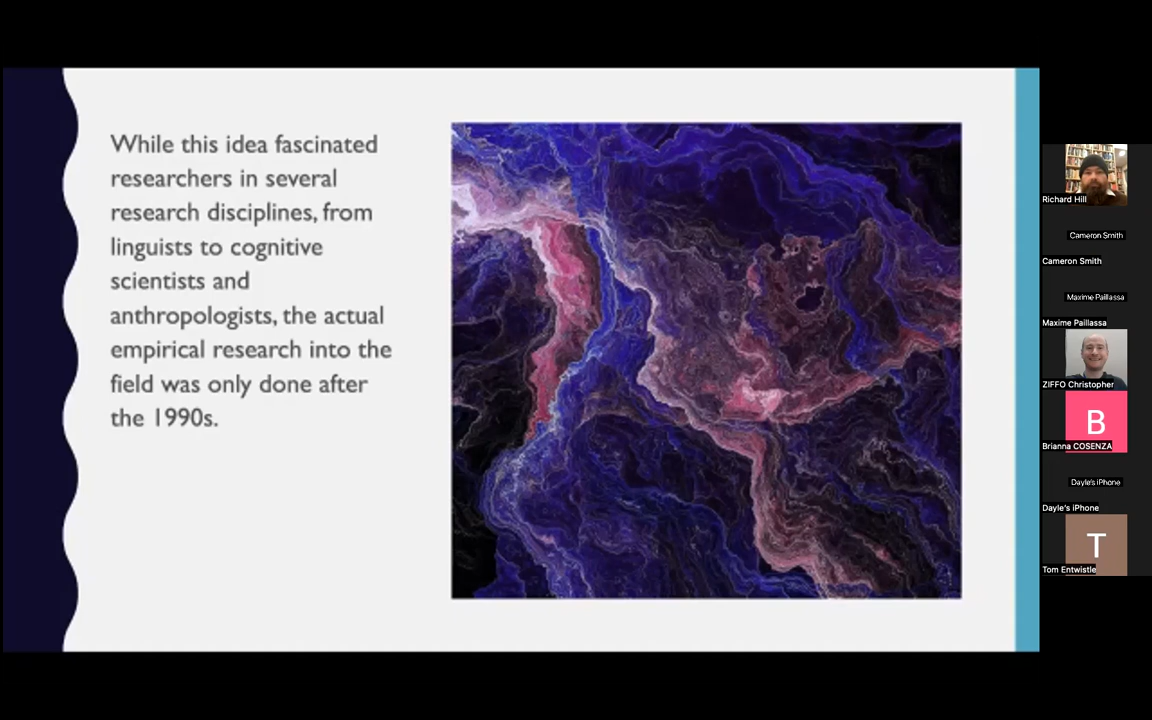 While this idea fascinated
researchers in several
research disciplines, from
linguists to cognitive
scientists and
anthropologists, the actual
empirical research into the
field was only done after
the 1990s.
Richard Hill
Cameron Smith
Cameron Smith
Maxime Paillassa
Maxime Paillassa
ZIFFO Christopher
B
Brianna COSENZA
Dayle's iPhone
Dayle's iPhone
T
Tom Entwistle